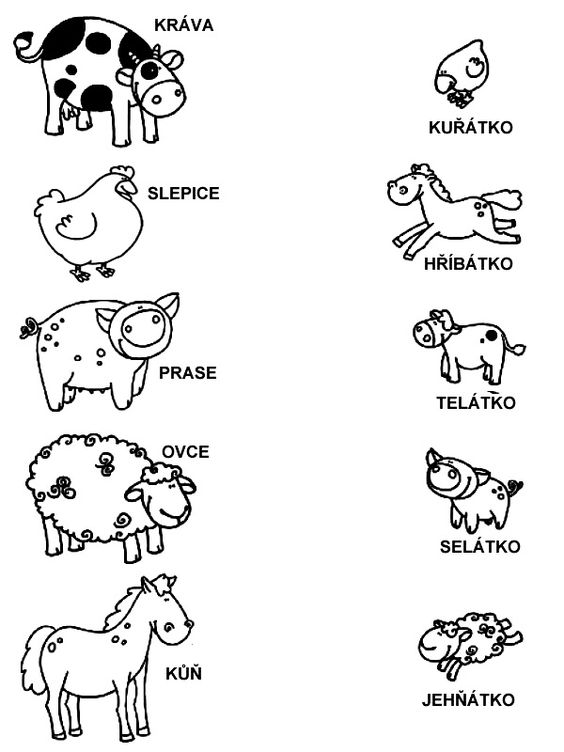 KRÁVA
KUŘÁTKO
SLEPICE
HŘÍBÁTKO
PRASE
TELÁTKO
OVCE
SELÁTKO
KŮŇ
JEHŇÁTKO